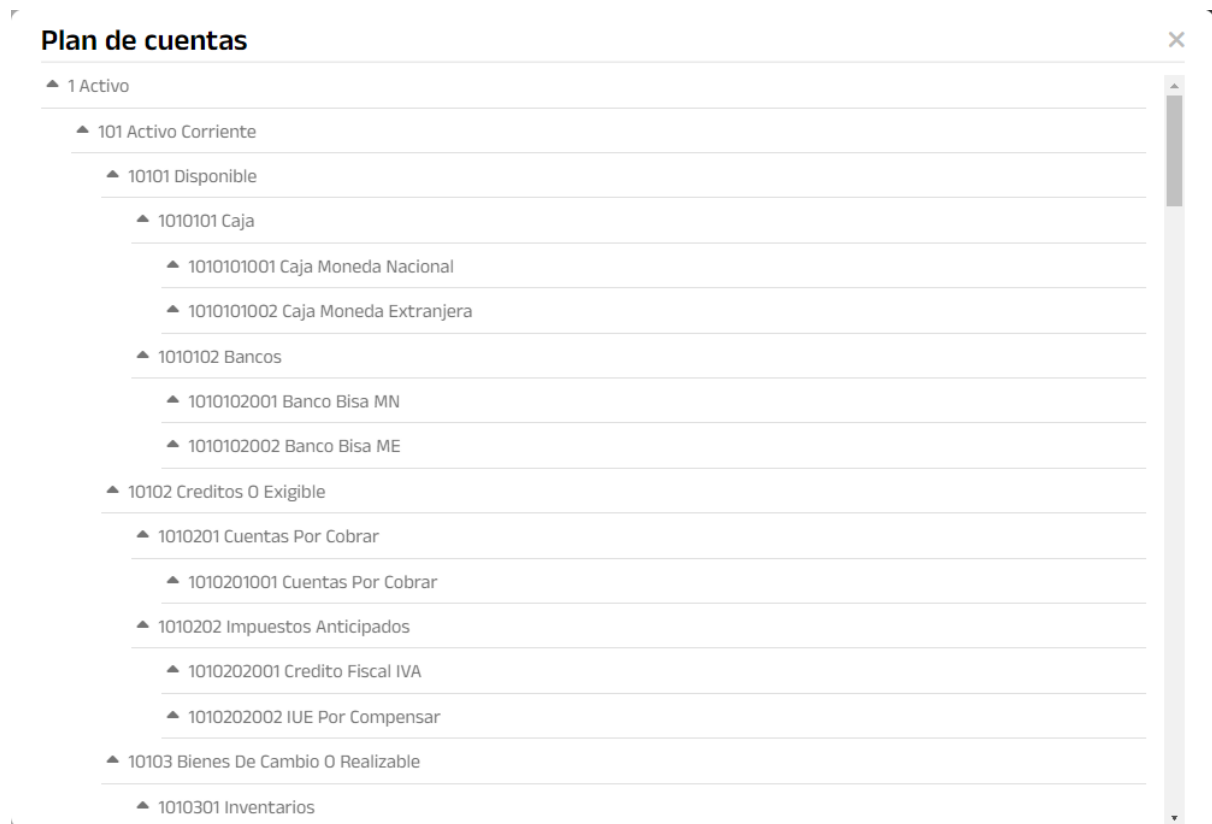 Plan de cuentas
1 Activo
101 Activo Corriente
10101 Disponible
1010101 Caja
1010101001 Caja Moneda Nacional
1010101002 Caja Moneda Extranjera
1010102 Bancos
1010102001 Banco Bisa MN
1010102002 Banco Bisa ME
10102 Creditos O Exigible
1010201 Cuentas Por Cobrar
1010201001 Cuentas Por Cobrar
1010202 Impuestos Anticipados
1010202001 Credito Fiscal IVA
1010202002 IUE Por Compensar
10103 Bienes De Cambio O Realizable
1010301 Inventarios